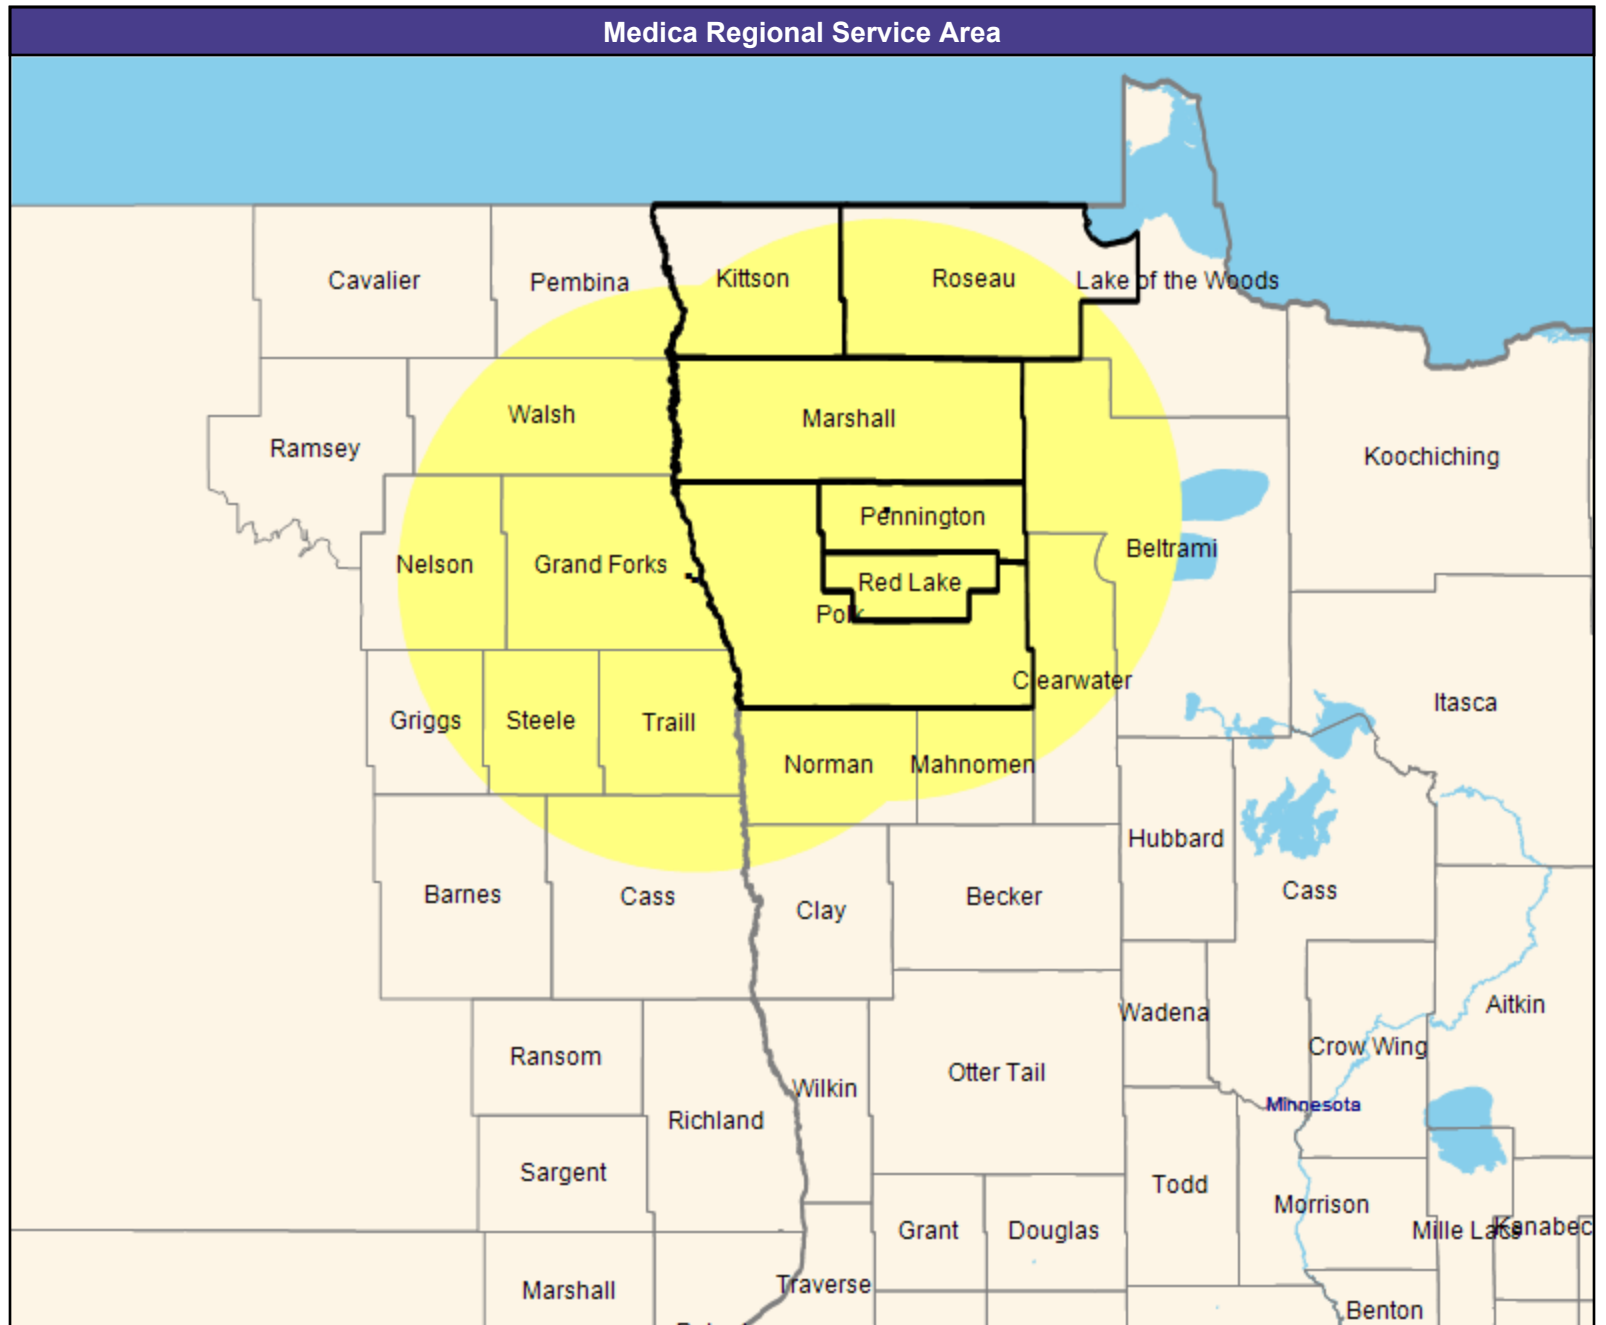 Medica Regional Service Area
Kittson
Roseau
Cavalier
Pembina
Lake of the Woods
Walsh
Marshall
Ramsey
Koochiching
Pennington
Beltrami
Nelson
Grand Forks
Red Lake
Polk
Clearwater
Itasca
Griggs
Steele
Traill
Norman
Mahnomen
Hubbard
Barnes
Cass
Clay
Becker
Cass
Wadena
Aitkin
Ransom
Crow Wing
Otter Tail
Wilkin
Minnesota
Richland
Sargent
Todd
Morrison
Grant
Douglas
Mille Lacs
Kanabec
Marshall
Traverse
Benton